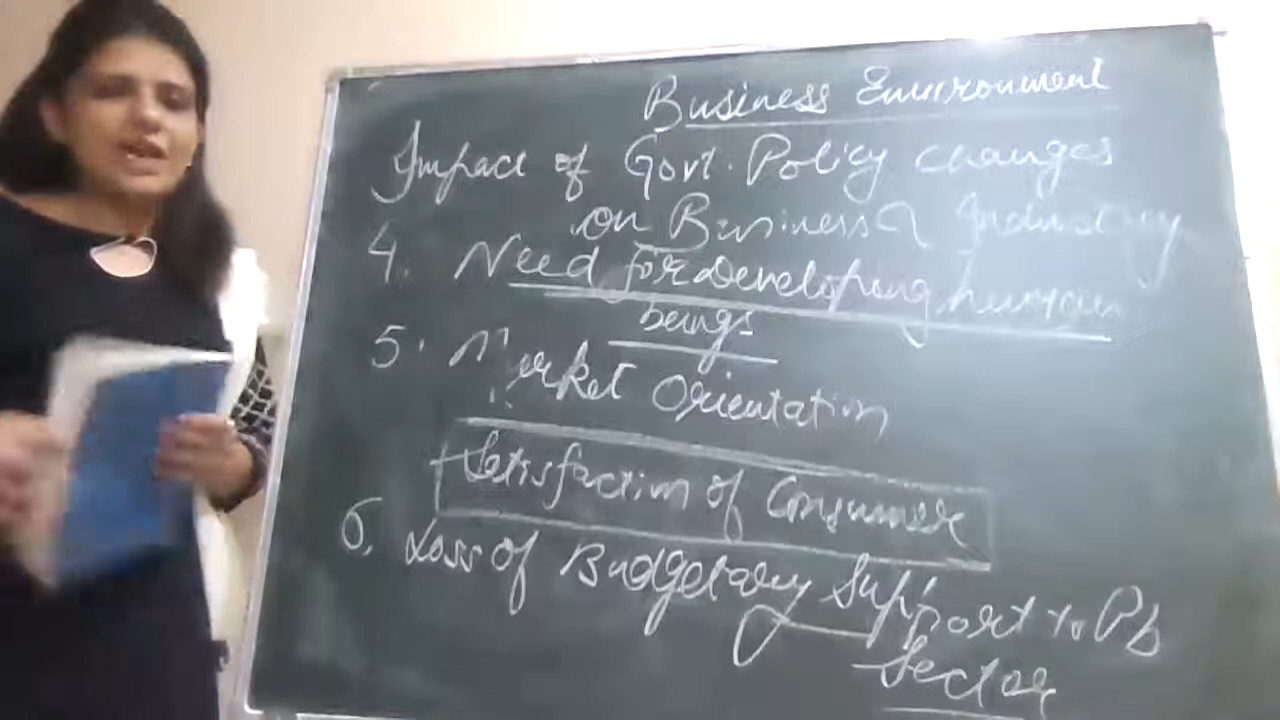 Business Environment
Impact of Govt. Policy changes
on Business & Industry
4. Need for Developing human
beings
5. Market Orientation
Satisfaction of Consumer
6. Loss of Budgetary Support to Pb
Sector